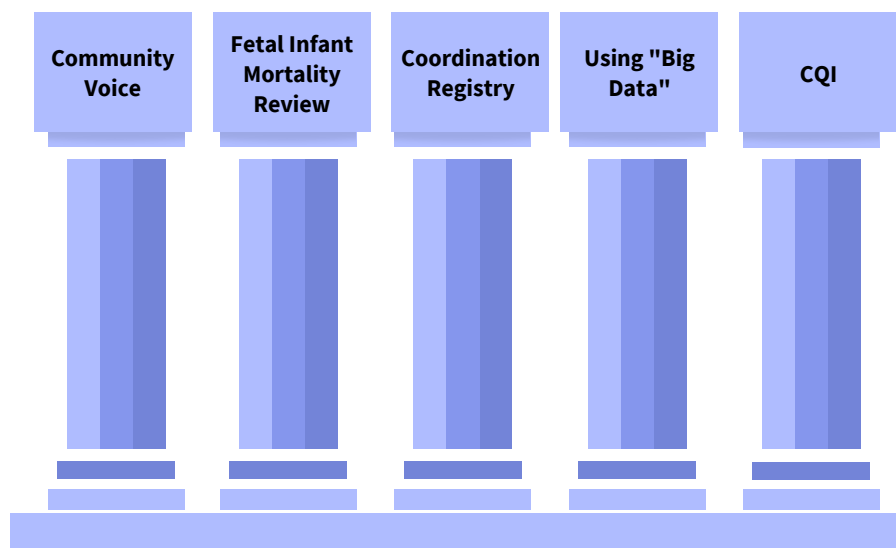 Community
Voice
Fetal Infant
Mortality
Review
Coordination
Registry
Using "Big
Data"
CQI